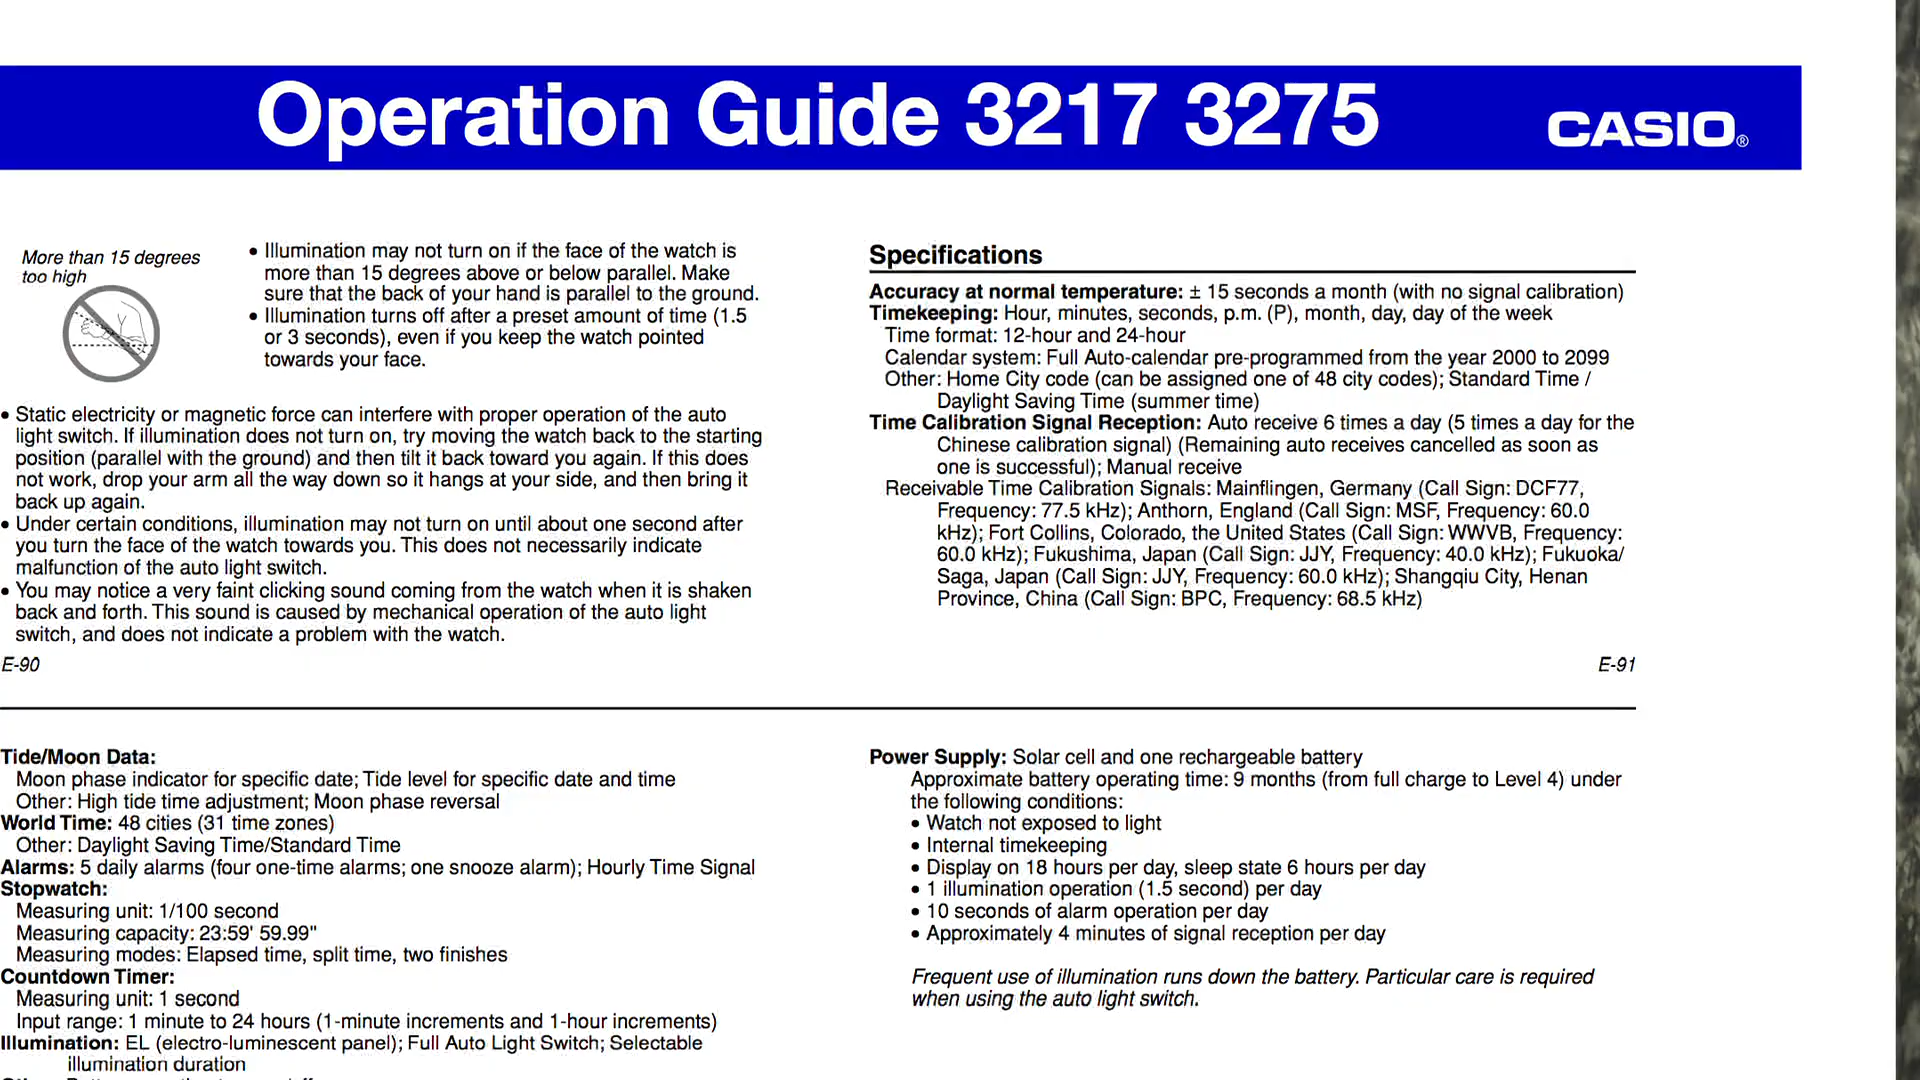 Operation Guide 3217 3275
CASIO®
More than 15 degrees
too high
• Illumination may not turn on if the face of the watch is
more than 15 degrees above or below parallel. Make
sure that the back of your hand is parallel to the ground.
• Illumination turns off after a preset amount of time (1.5
or 3 seconds), even if you keep the watch pointed
towards your face.
• Static electricity or magnetic force can interfere with proper operation of the auto
light switch. If illumination does not turn on, try moving the watch back to the starting
position (parallel with the ground) and then tilt it back toward you again. If this does
not work, drop your arm all the way down so it hangs at your side, and then bring it
back up again.
• Under certain conditions, illumination may not turn on until about one second after
you turn the face of the watch towards you. This does not necessarily indicate
malfunction of the auto light switch.
• You may notice a very faint clicking sound coming from the watch when it is shaken
back and forth. This sound is caused by mechanical operation of the auto light
switch, and does not indicate a problem with the watch.
E-90
Specifications
Accuracy at normal temperature: ± 15 seconds a month (with no signal calibration)
Timekeeping: Hour, minutes, seconds, p.m. (P), month, day, day of the week
Time format: 12-hour and 24-hour
Calendar system: Full Auto-calendar pre-programmed from the year 2000 to 2099
Other: Home City code (can be assigned one of 48 city codes); Standard Time /
Daylight Saving Time (summer time)
Time Calibration Signal Reception: Auto receive 6 times a day (5 times a day for the
Chinese calibration signal) (Remaining auto receives cancelled as soon as
one is successful); Manual receive
Receivable Time Calibration Signals: Mainflingen, Germany (Call Sign: DCF77,
Frequency: 77.5 kHz); Anthorn, England (Call Sign: MSF, Frequency: 60.0
kHz); Fort Collins, Colorado, the United States (Call Sign: WWVB, Frequency:
60.0 kHz); Fukushima, Japan (Call Sign: JJY, Frequency: 40.0 kHz); Fukuoka/
Saga, Japan (Call Sign: JJY, Frequency: 60.0 kHz); Shangqiu City, Henan
Province, China (Call Sign: BPC, Frequency: 68.5 kHz)
E-91
Tide/Moon Data:
Moon phase indicator for specific date; Tide level for specific date and time
Other: High tide time adjustment; Moon phase reversal
World Time: 48 cities (31 time zones)
Other: Daylight Saving Time/Standard Time
Alarms: 5 daily alarms (four one-time alarms; one snooze alarm); Hourly Time Signal
Stopwatch:
Measuring unit: 1/100 second
Measuring capacity: 23:59' 59.99"
Measuring modes: Elapsed time, split time, two finishes
Countdown Timer:
Measuring unit: 1 second
Input range: 1 minute to 24 hours (1-minute increments and 1-hour increments)
Illumination: EL (electro-luminescent panel); Full Auto Light Switch; Selectable
illumination duration
Power Supply: Solar cell and one rechargeable battery
Approximate battery operating time: 9 months (from full charge to Level 4) under
the following conditions:
• Watch not exposed to light
• Internal timekeeping
• Display on 18 hours per day, sleep state 6 hours per day
• 1 illumination operation (1.5 second) per day
• 10 seconds of alarm operation per day
• Approximately 4 minutes of signal reception per day
Frequent use of illumination runs down the battery. Particular care is required
when using the auto light switch.